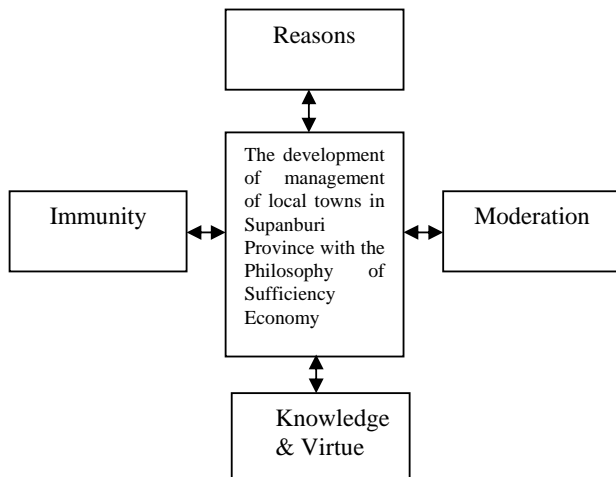 Reasons
The development
of management
of local towns in
Supanburi
Province with the
Philosophy of
Sufficiency
Economy
Immunity
Moderation
Knowledge
& Virtue